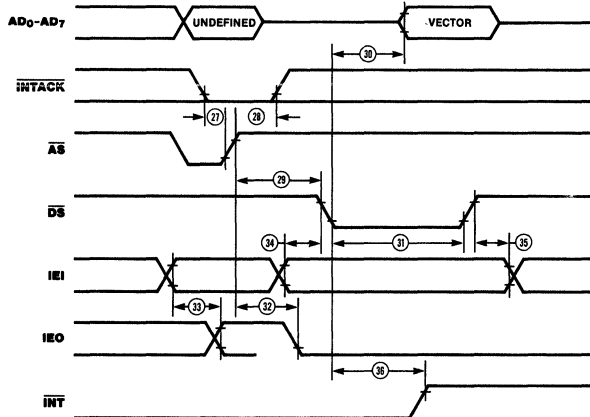 AD₀-AD₇ UNDEFINED VECTOR
30
INTACK
27 28
AS
29
DS
34 31 35
IEI
33 32
IEO
36
INT